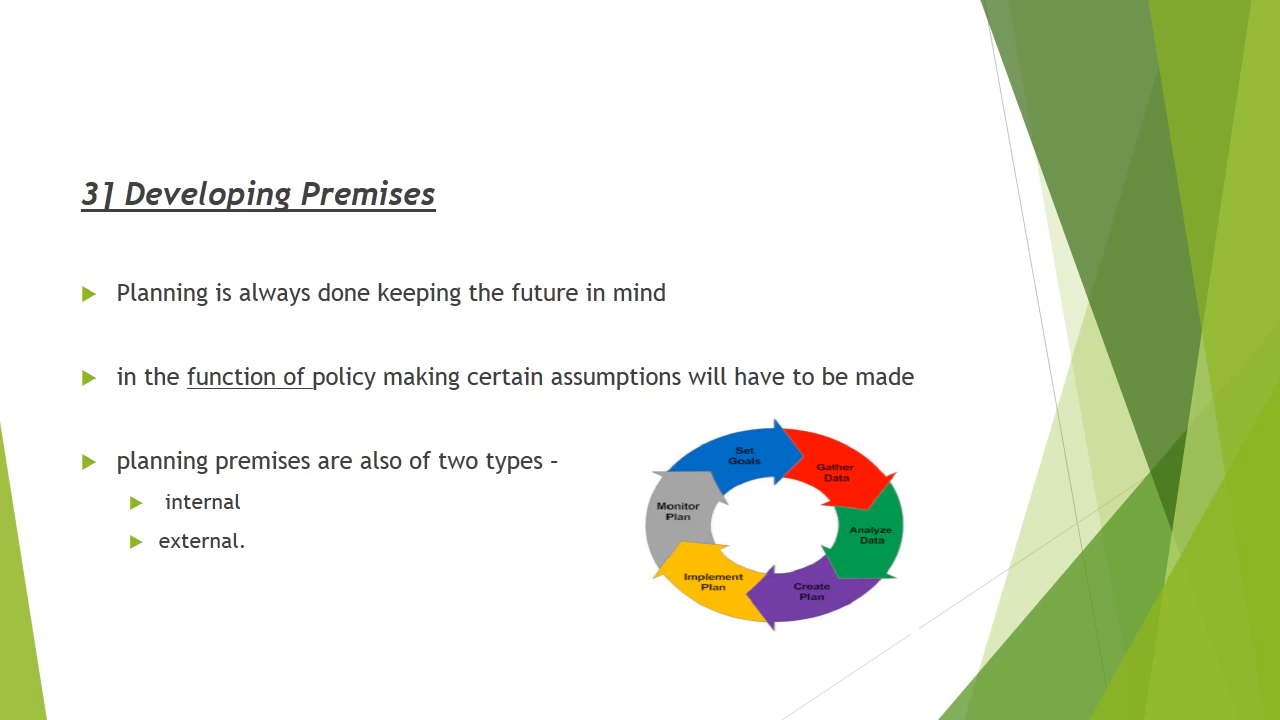 3] Developing Premises
Planning is always done keeping the future in mind
in the function of policy making certain assumptions will have to be made
planning premises are also of two types –
internal
external.
Set
Goals
Gather
Data
Analyze
Data
Create
Plan
Implement
Plan
Monitor
Plan